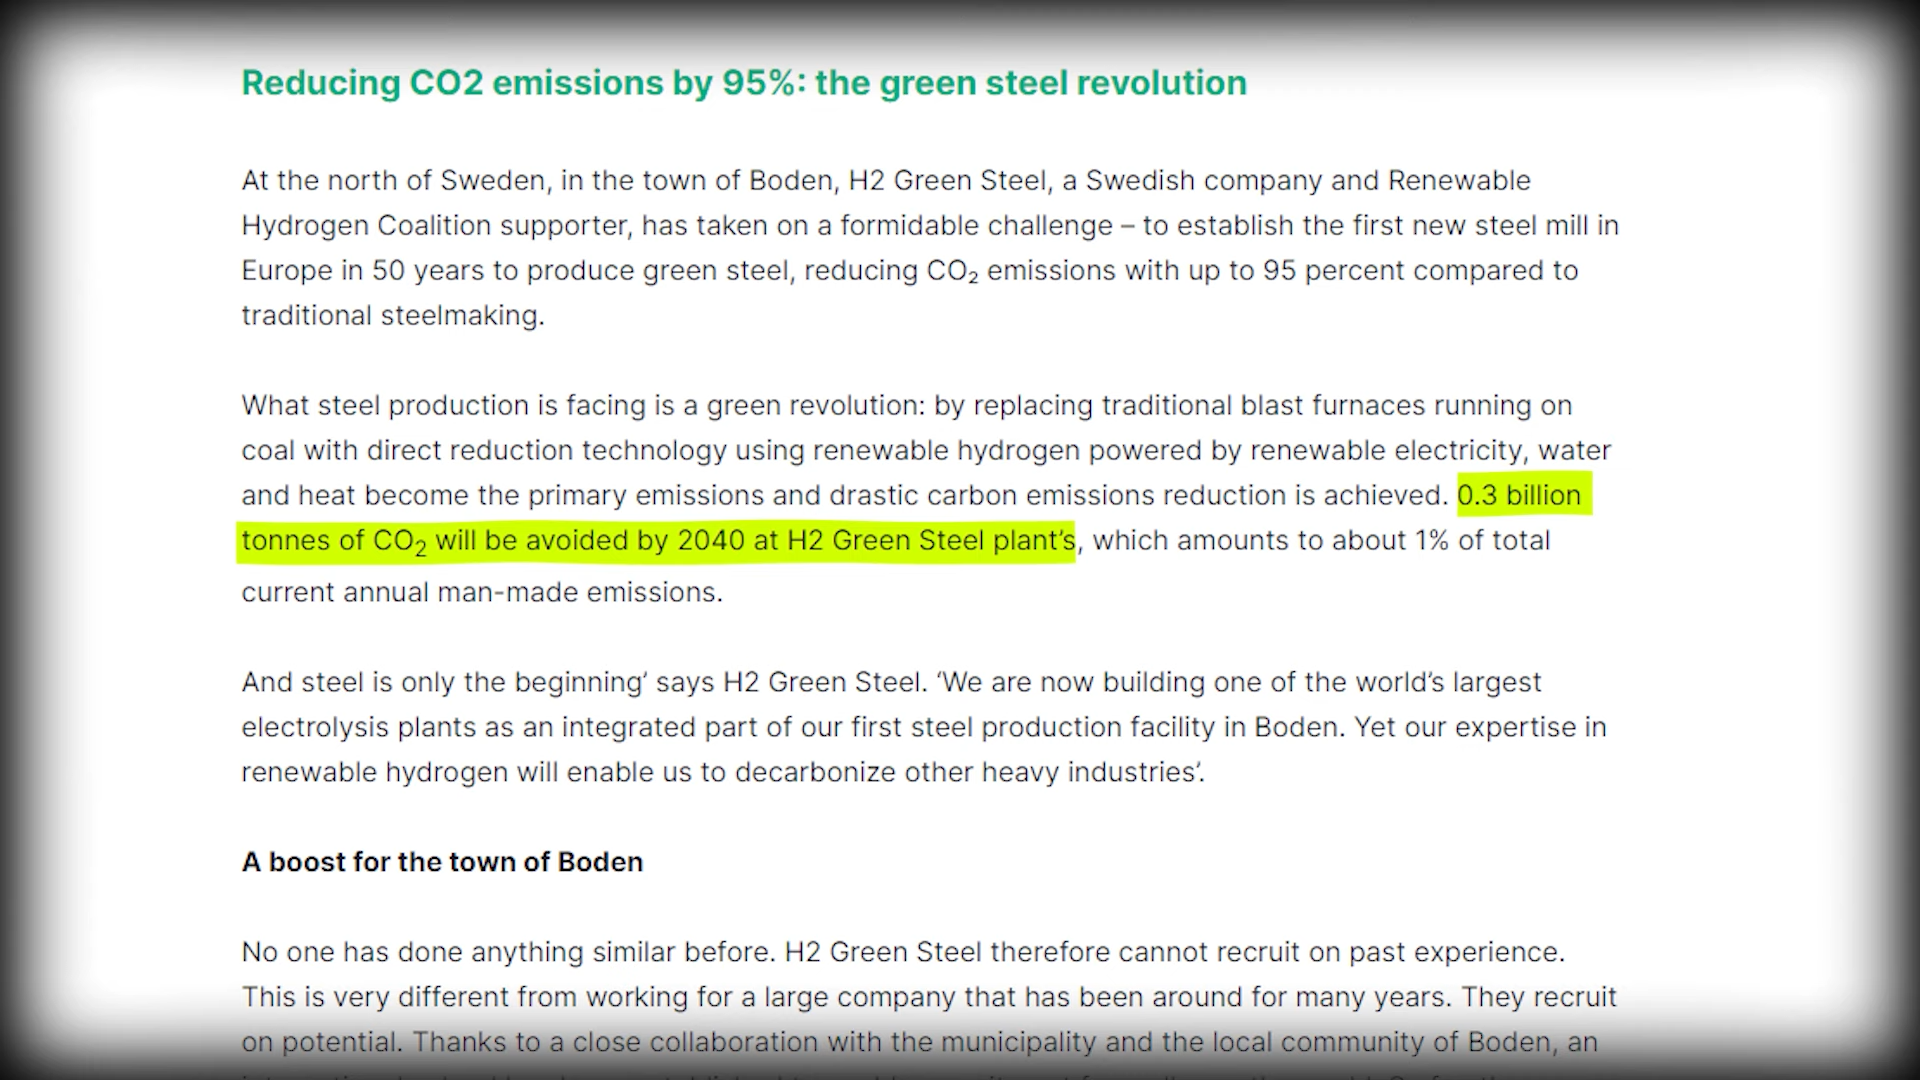 Reducing CO2 emissions by 95%: the green steel revolution
At the north of Sweden, in the town of Boden, H2 Green Steel, a Swedish company and Renewable
Hydrogen Coalition supporter, has taken on a formidable challenge – to establish the first new steel mill in
Europe in 50 years to produce green steel, reducing CO₂ emissions with up to 95 percent compared to
traditional steelmaking.
What steel production is facing is a green revolution: by replacing traditional blast furnaces running on
coal with direct reduction technology using renewable hydrogen powered by renewable electricity, water
and heat become the primary emissions and drastic carbon emissions reduction is achieved. 0.3 billion
tonnes of CO₂ will be avoided by 2040 at H2 Green Steel plant’s, which amounts to about 1% of total
current annual man-made emissions.
And steel is only the beginning’ says H2 Green Steel. ‘We are now building one of the world’s largest
electrolysis plants as an integrated part of our first steel production facility in Boden. Yet our expertise in
renewable hydrogen will enable us to decarbonize other heavy industries’.
A boost for the town of Boden
No one has done anything similar before. H2 Green Steel therefore cannot recruit on past experience.
This is very different from working for a large company that has been around for many years. They recruit
on potential. Thanks to a close collaboration with the municipality and the local community of Boden, an